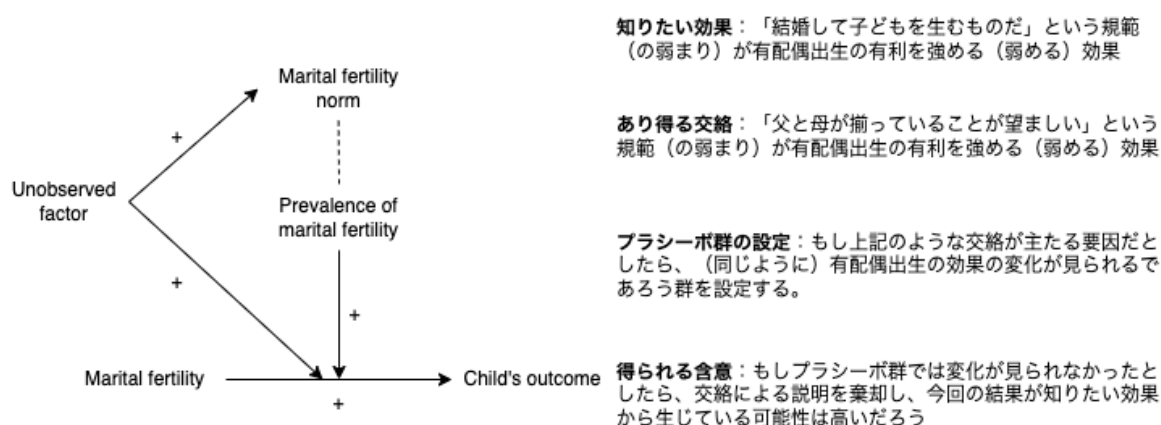 Marital fertility
norm
+
Unobserved
factor
Prevalence of
marital fertility
+
+
Marital fertility
Child's outcome
+
知りたい効果：「結婚して子どもを生むものだ」という規範
（の弱まり）が有配偶出生の有利を強める（弱める）効果
あり得る交絡：「父と母が揃っていることが望ましい」という
規範（の弱まり）が有配偶出生の有利を強める（弱める）効果
プラシーボ群の設定：もし上記のような交絡が主たる要因だと
したら、（同じように）有配偶出生の効果の変化が見られるで
あろう群を設定する。
得られる含意：もしプラシーボ群では変化が見られなかったと
したら、交絡による説明を棄却し、今回の結果が知りたい効果
から生じている可能性は高いだろう